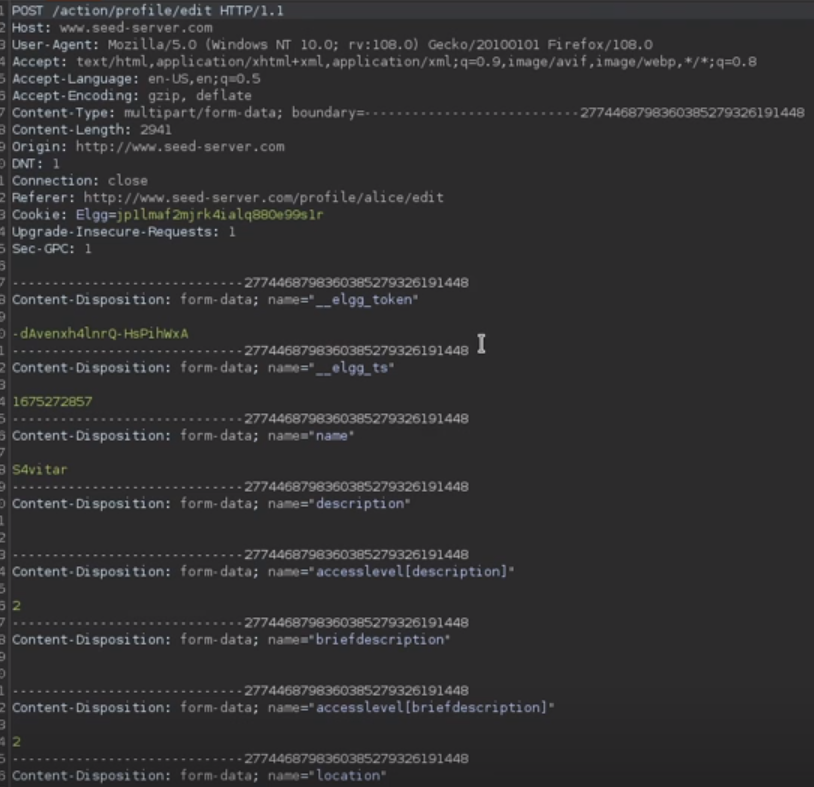 1 POST /action/profile/edit HTTP/1.1
2 Host: www.seed-server.com
3 User-Agent: Mozilla/5.0 (Windows NT 10.0; rv:108.0) Gecko/20100101 Firefox/108.0
4 Accept: text/html,application/xhtml+xml,application/xml;q=0.9,image/avif,image/webp,*/*;q=0.8
5 Accept-Language: en-US,en;q=0.5
6 Accept-Encoding: gzip, deflate
7 Content-Type: multipart/form-data; boundary=---------------------------277446879836038527932619​1448
8 Content-Length: 2941
9 Origin: http://www.seed-server.com
0 DNT: 1
1 Connection: close
2 Referer: http://www.seed-server.com/profile/alice/edit
3 Cookie: Elgg=jp1lmaf2mjrk4ialq880e99s1r
4 Upgrade-Insecure-Requests: 1
5 Sec-GPC: 1
6
7 -----------------------------2774468798360385279326191448
8 Content-Disposition: form-data; name="__elgg_token"
9
0 -dAvenxh4lnrQ-HsPihWxA
1 -----------------------------2774468798360385279326191448
2 Content-Disposition: form-data; name="__elgg_ts"
3
4 1675272857
5 -----------------------------2774468798360385279326191448
6 Content-Disposition: form-data; name="name"
7
8 S4vitar
9 -----------------------------2774468798360385279326191448
0 Content-Disposition: form-data; name="description"
1
3 -----------------------------2774468798360385279326191448
4 Content-Disposition: form-data; name="accesslevel[description]"
5
6 2
7 -----------------------------2774468798360385279326191448
8 Content-Disposition: form-data; name="briefdescription"
9
0
1 -----------------------------2774468798360385279326191448
2 Content-Disposition: form-data; name="accesslevel[briefdescription]"
3
4 2
5 -----------------------------2774468798360385279326191448
6 Content-Disposition: form-data; name="location"